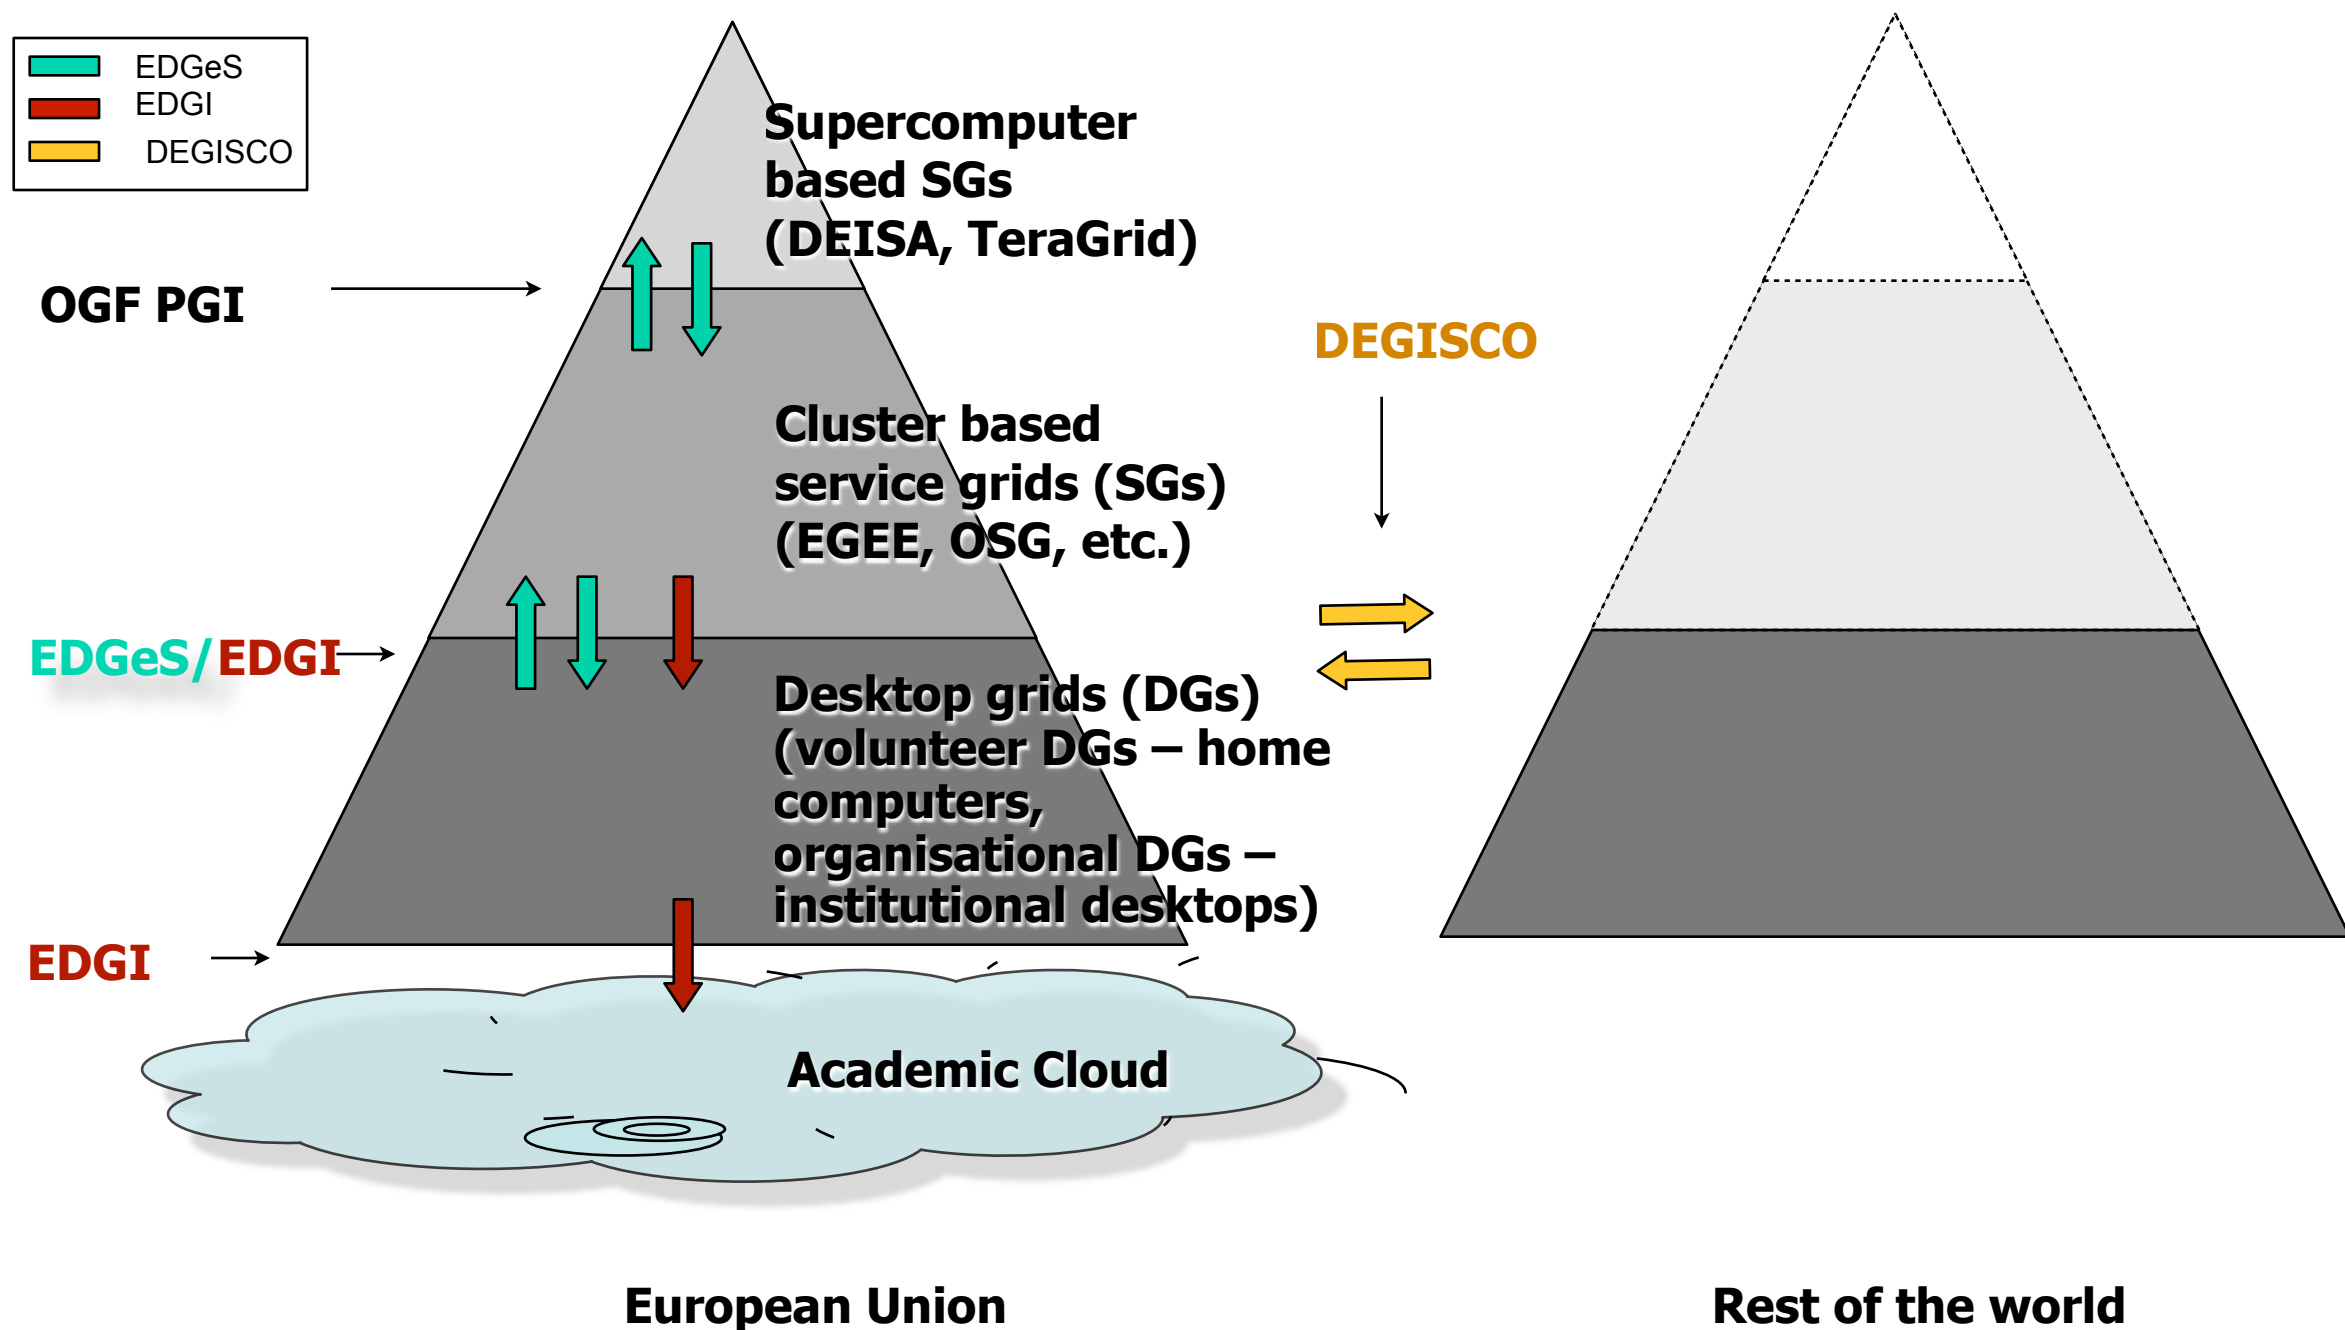 EDGeS
EDGI
DEGISCO
Supercomputer
based SGs
(DEISA, TeraGrid)
OGF PGI
DEGISCO
Cluster based
service grids (SGs)
(EGEE, OSG, etc.)
EDGeS/EDGI
Desktop grids (DGs)
(volunteer DGs – home
computers,
organisational DGs –
institutional desktops)
EDGI
Academic Cloud
European Union
Rest of the world